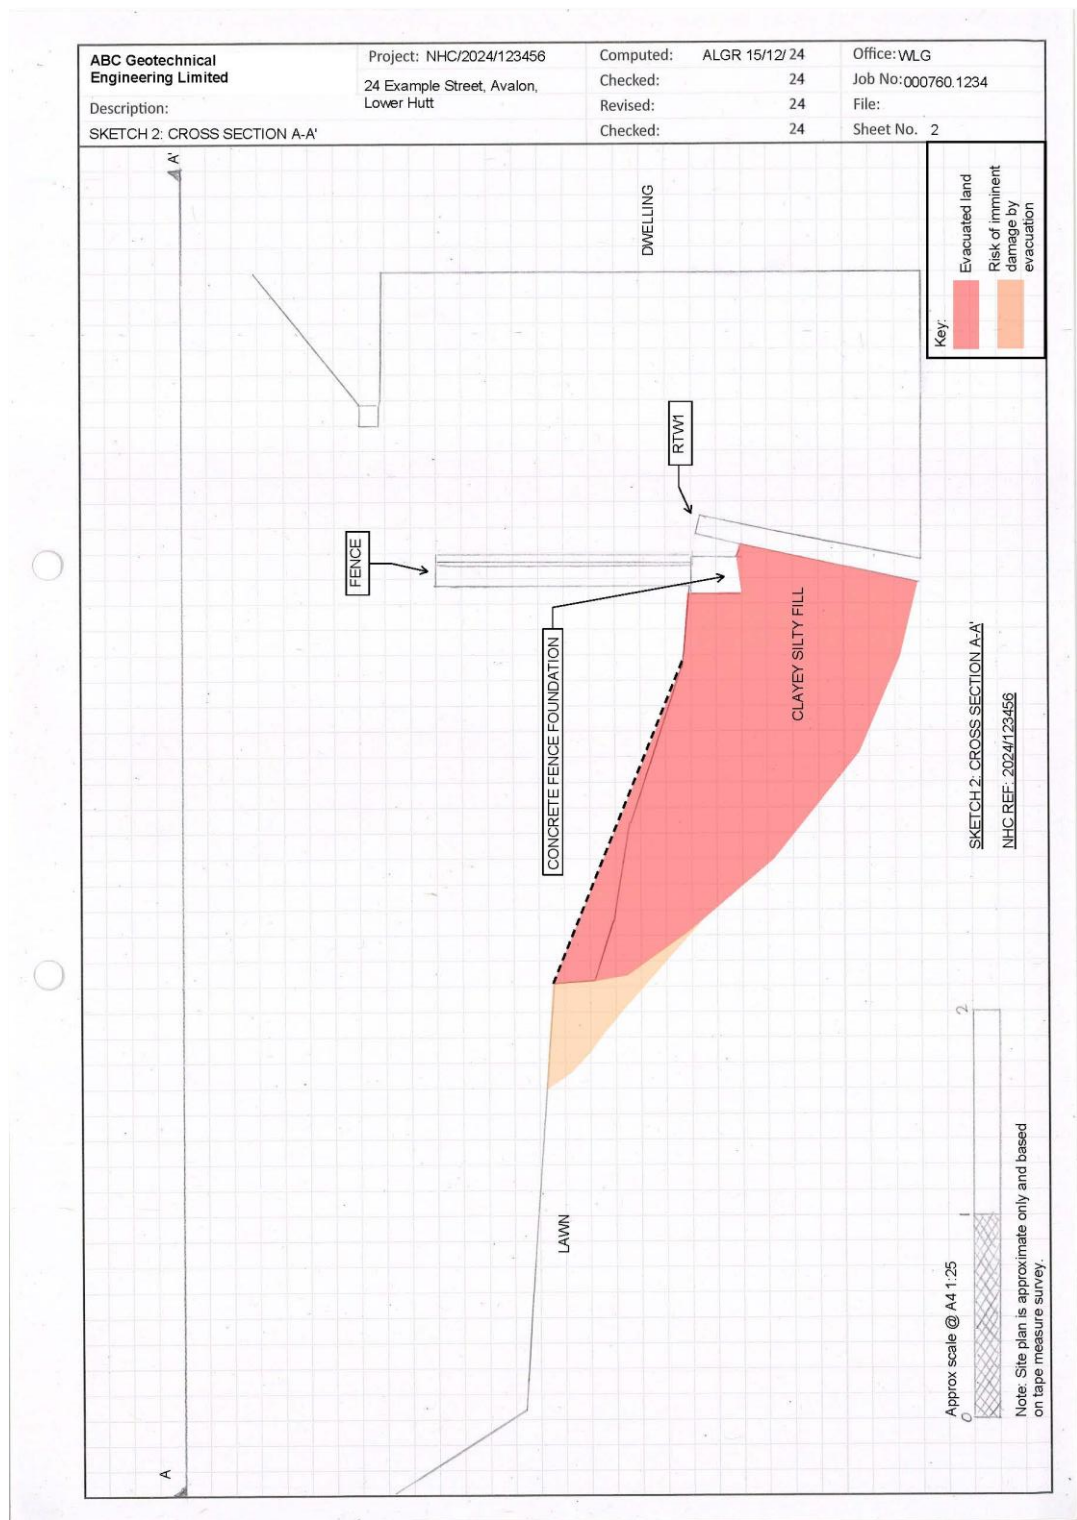 ABC Geotechnical
Engineering Limited
Description:
SKETCH 2: CROSS SECTION A-A'
Project: NHC/2024/123456
24 Example Street, Avalon,
Lower Hutt
Computed: ALGR 15/12/ 24
Checked: 24
Revised: 24
Checked: 24
Office: WLG
Job No: 000760.1234
File:
Sheet No. 2
A
A'
DWELLING
Key:
Evacuated land
Risk of imminent
damage by
evacuation
RTW1
FENCE
CONCRETE FENCE FOUNDATION
CLAYEY SILTY FILL
LAWN
SKETCH 2: CROSS SECTION A-A'
NHC REF: 2024/123456
Approx scale @ A4 1:25
0 1 2
Note: Site plan is approximate only and based
on tape measure survey.